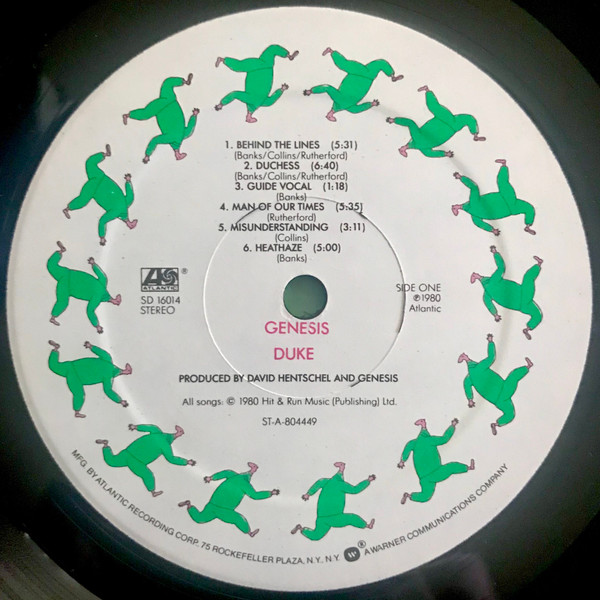 1. BEHIND THE LINES (5:31)
(Banks/Collins/Rutherford)
2. DUCHESS (6:40)
(Banks/Collins/Rutherford)
3. GUIDE VOCAL (1:18)
(Banks)
4. MAN OF OUR TIMES (5:35)
(Rutherford)
5. MISUNDERSTANDING (3:11)
(Collins)
6. HEATHAZE (5:00)
(Banks)
ATLANTIC ®
SD 16014
STEREO
SIDE ONE
℗1980
Atlantic
GENESIS
DUKE
PRODUCED BY DAVID HENTSCHEL AND GENESIS
All songs: © 1980 Hit & Run Music (Publishing) Ltd.
ST-A-804449
MFG. BY ATLANTIC RECORDING CORP. 75 ROCKEFELLER PLAZA, N.Y. N.Y. W ® A WARNER COMMUNICATIONS COMPANY